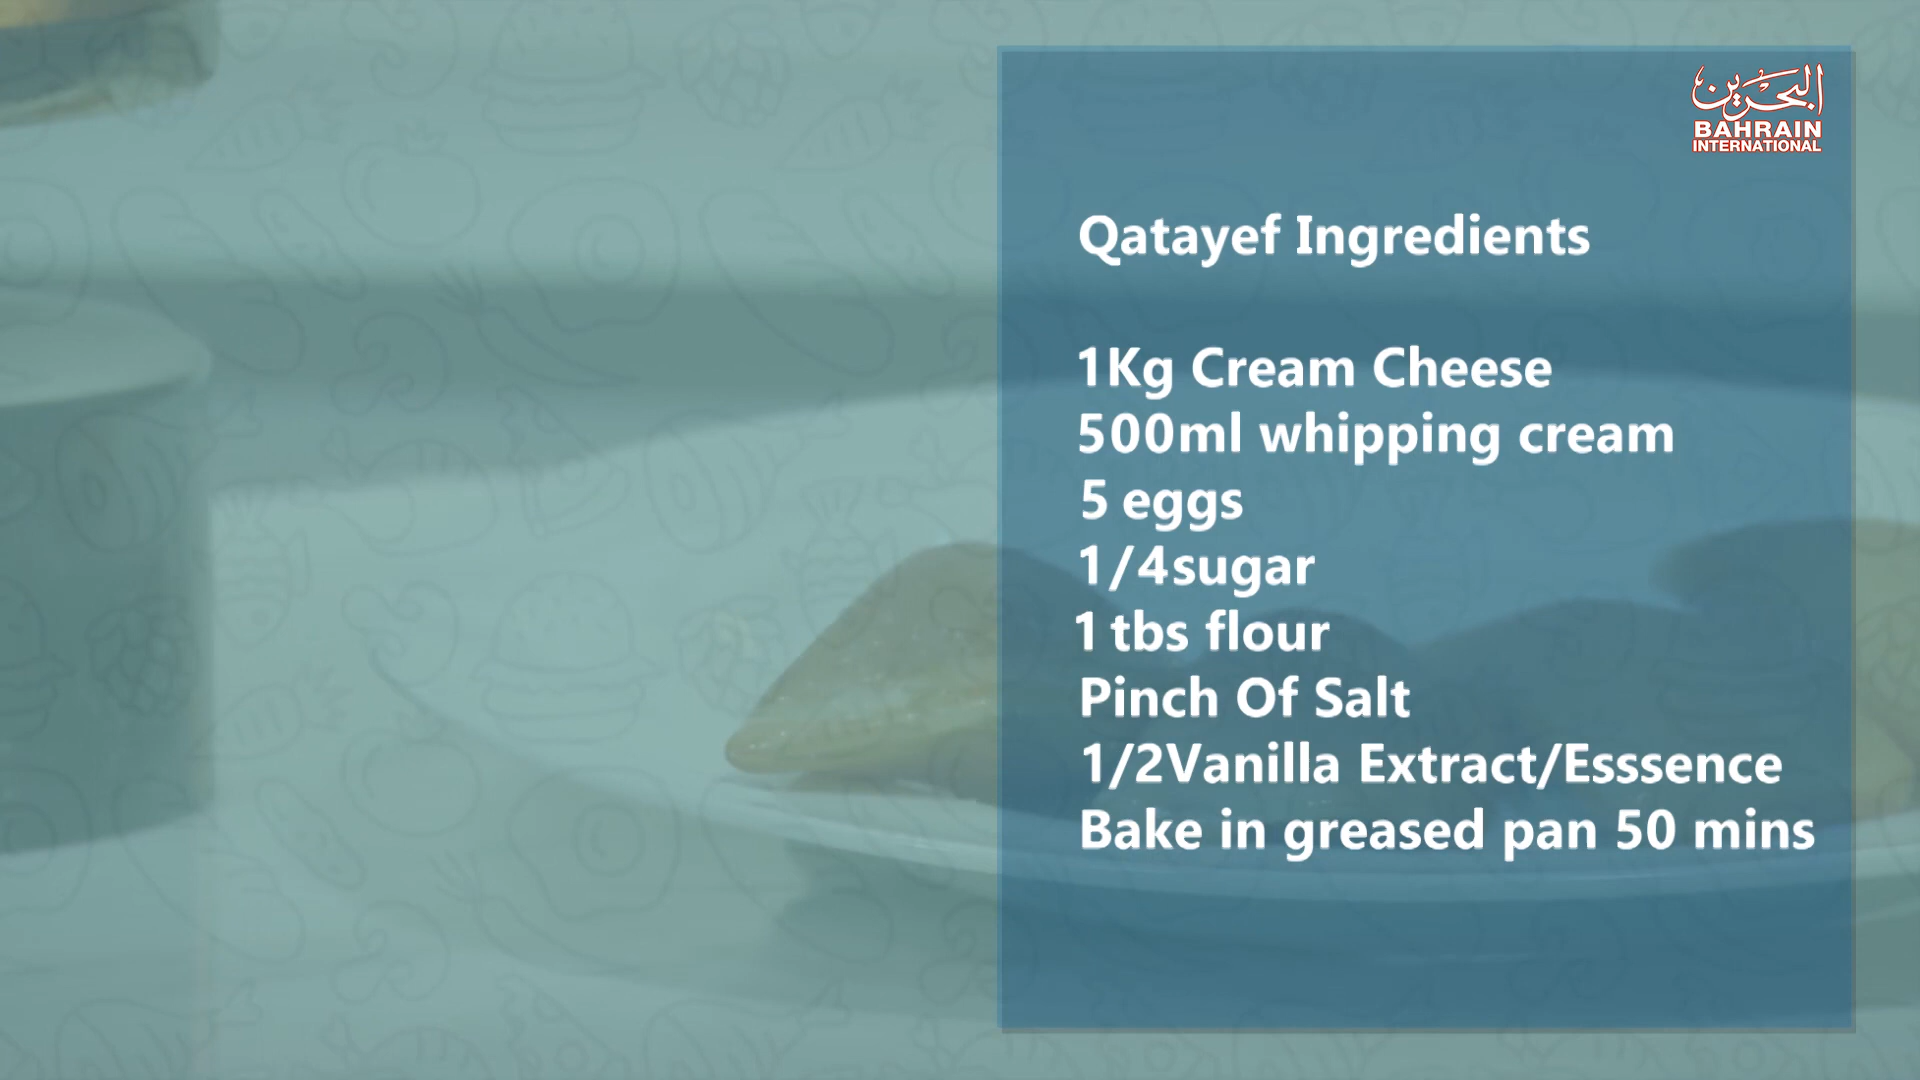 البحرين
BAHRAIN
INTERNATIONAL
Qatayef Ingredients
1Kg Cream Cheese
500ml whipping cream
5 eggs
1/4sugar
1 tbs flour
Pinch Of Salt
1/2Vanilla Extract/Esssence
Bake in greased pan 50 mins